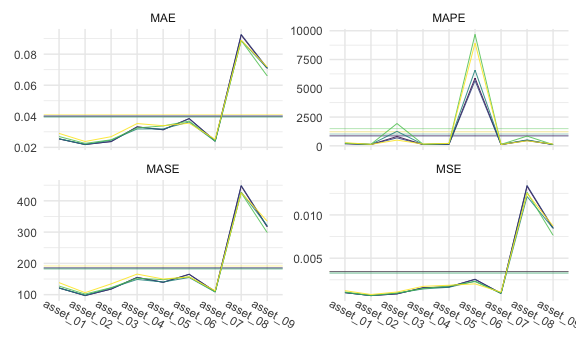 MAE
0.08
0.06
0.04
0.02
MAPE
10000
7500
5000
2500
0
MASE
400
300
200
100
asset_01
asset_02
asset_03
asset_04
asset_05
asset_06
asset_07
asset_08
asset_09
MSE
0.010
0.005
asset_01
asset_02
asset_03
asset_04
asset_05
asset_06
asset_07
asset_08
asset_09